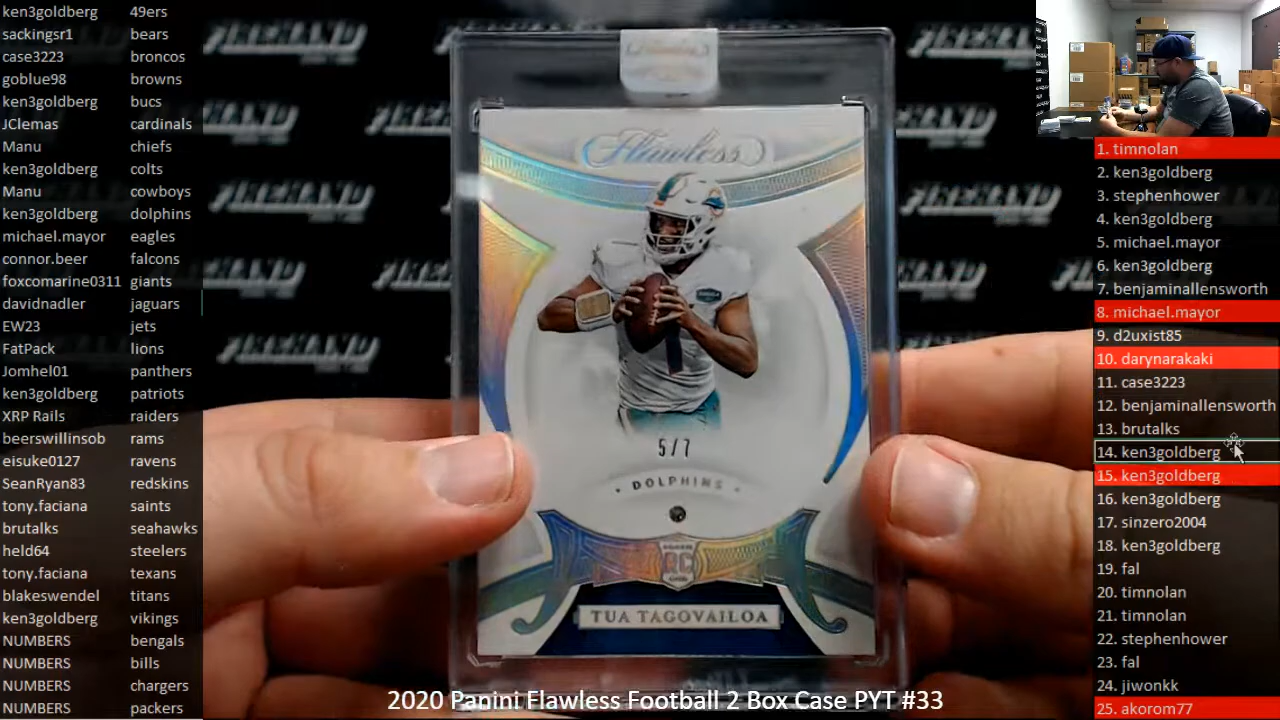 ken3goldberg 49ers
sackingsr1 bears
case3223 broncos
goblue98 browns
ken3goldberg bucs
JClemas cardinals
Manu chiefs
ken3goldberg colts
Manu cowboys
ken3goldberg dolphins
michael.mayor eagles
connor.beer falcons
foxcomarine0311 giants
davidnadler jaguars
EW23 jets
FatPack lions
Jomhel01 panthers
ken3goldberg patriots
XRP Rails raiders
beerswillinsob rams
eisuke0127 ravens
SeanRyan83 redskins
tony.faciana saints
brutalks seahawks
held64 steelers
tony.faciana texans
blakeswendel titans
ken3goldberg vikings
NUMBERS bengals
NUMBERS bills
NUMBERS chargers
NUMBERS packers
FIREHAND
Flawless
5/7
DOLPHINS
RC
TUA TAGOVAILOA
2020 Panini Flawless Football 2 Box Case PYT #33
1. timnolan
2. ken3goldberg
3. stephenhower
4. ken3goldberg
5. michael.mayor
6. ken3goldberg
7. benjaminallensworth
8. michael.mayor
9. d2uxist85
10. darynarakaki
11. case3223
12. benjaminallensworth
13. brutalks
14. ken3goldberg
15. ken3goldberg
16. ken3goldberg
17. sinzero2004
18. ken3goldberg
19. fal
20. timnolan
21. timnolan
22. stephenhower
23. fal
24. jiwonkk
25. akorom77